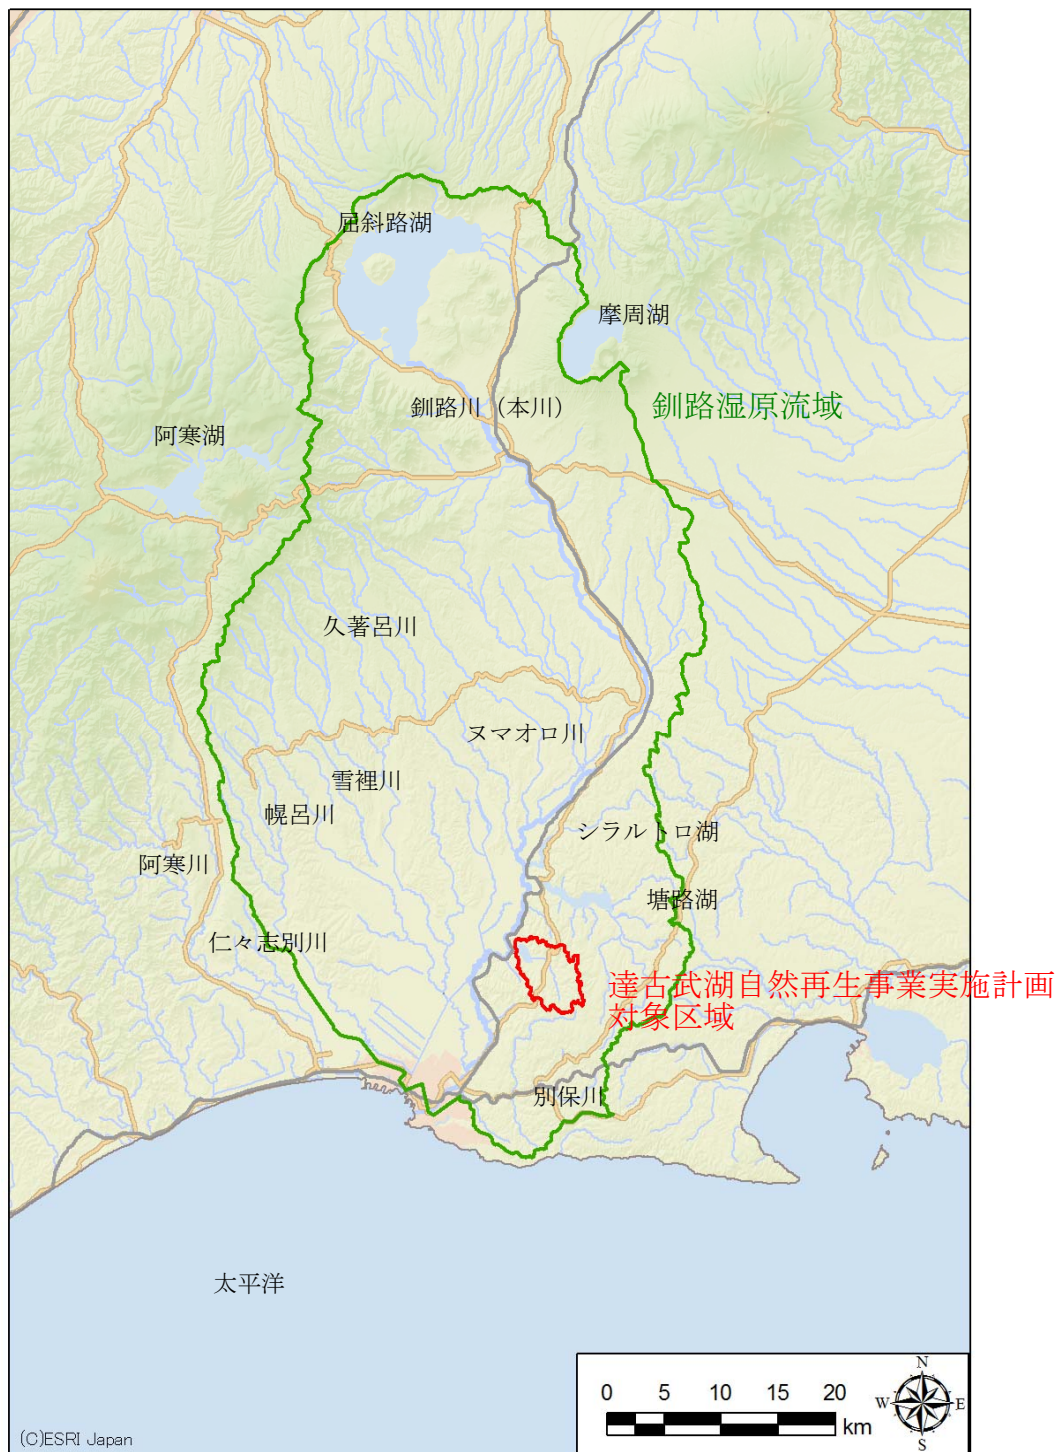 屈斜路湖
摩周湖
釧路川（本川）
釧路湿原流域
阿寒湖
久著呂川
ヌマオロ川
雪裡川
幌呂川
シラルトロ湖
阿寒川
塘路湖
仁々志別川
達古武湖自然再生事業実施計画
対象区域
別保川
太平洋
N
0 5 10 15 20
W E
km
S
(C)ESRI Japan